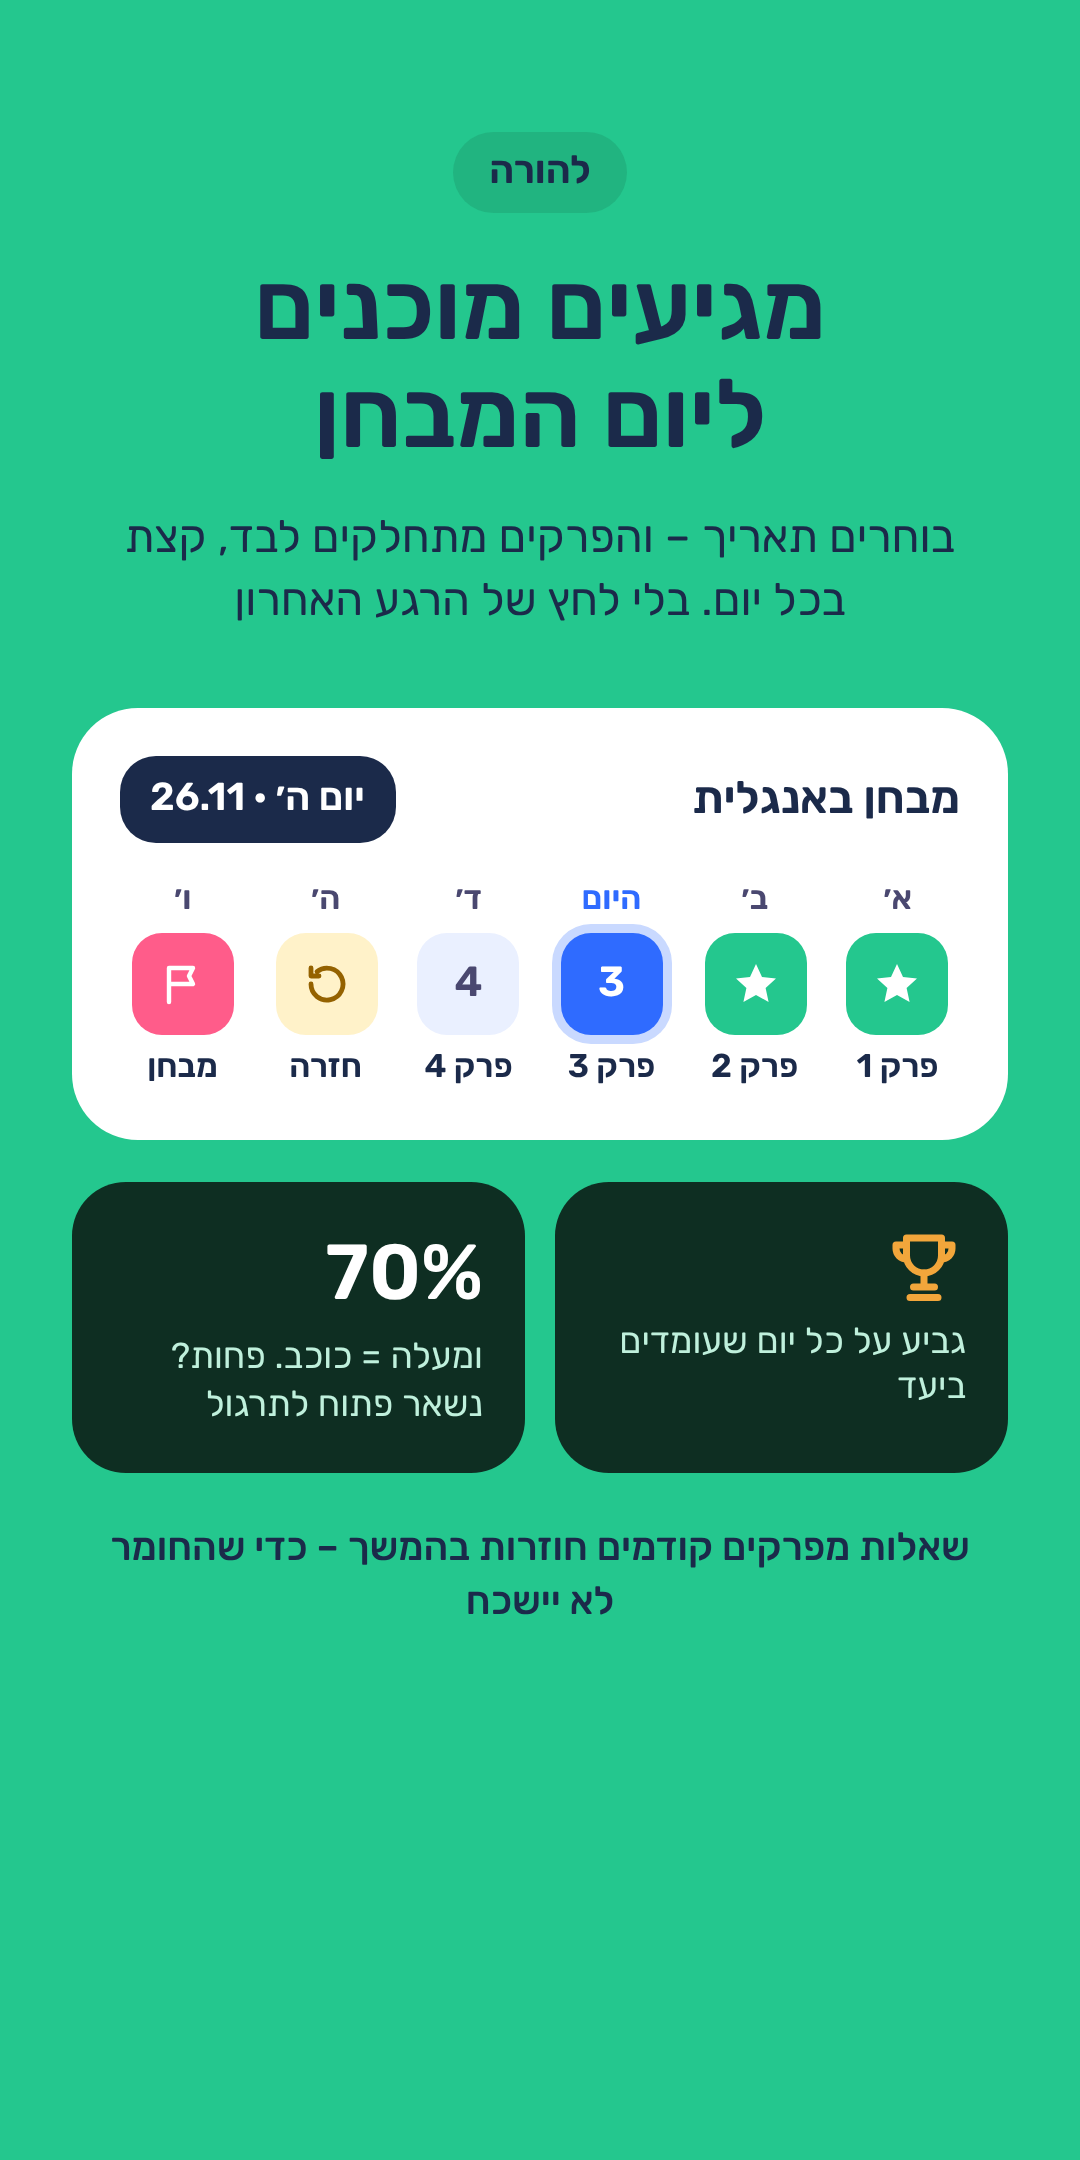 להורה
מגיעים מוכנים
ליום המבחן
בוחרים תאריך – והפרקים מתחלקים לבד, קצת
בכל יום. בלי לחץ של הרגע האחרון
מבחן באנגלית
יום ה׳ • 26.11
א׳ ב׳ היום ד׳ ה׳ ו׳
3 4
פרק 1 פרק 2 פרק 3 פרק 4 חזרה מבחן
גביע על כל יום שעומדים
ביעד
70%
ומעלה = כוכב. פחות?
נשאר פתוח לתרגול
שאלות מפרקים קודמים חוזרות בהמשך – כדי שהחומר
לא יישכח